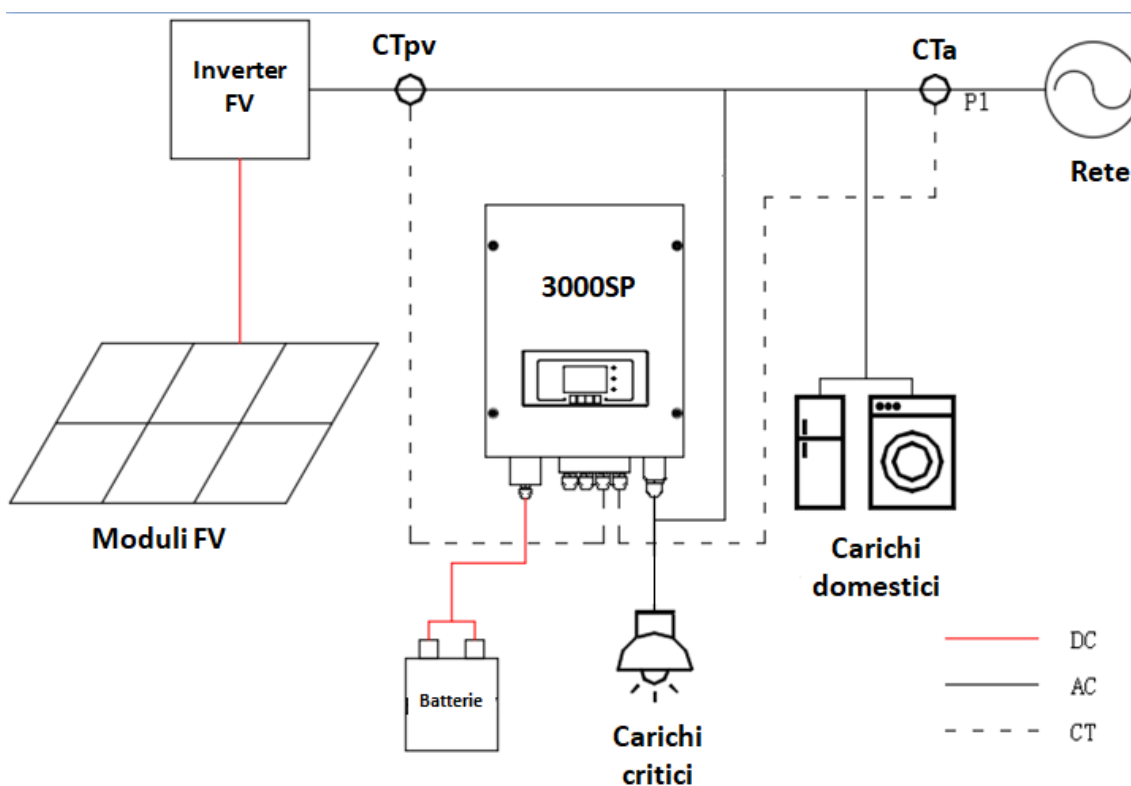 Inverter
FV
CTpv
CTa
P1
Rete
3000SP
Moduli FV
Carichi
domestici
Batterie
Carichi
critici
DC
AC
CT